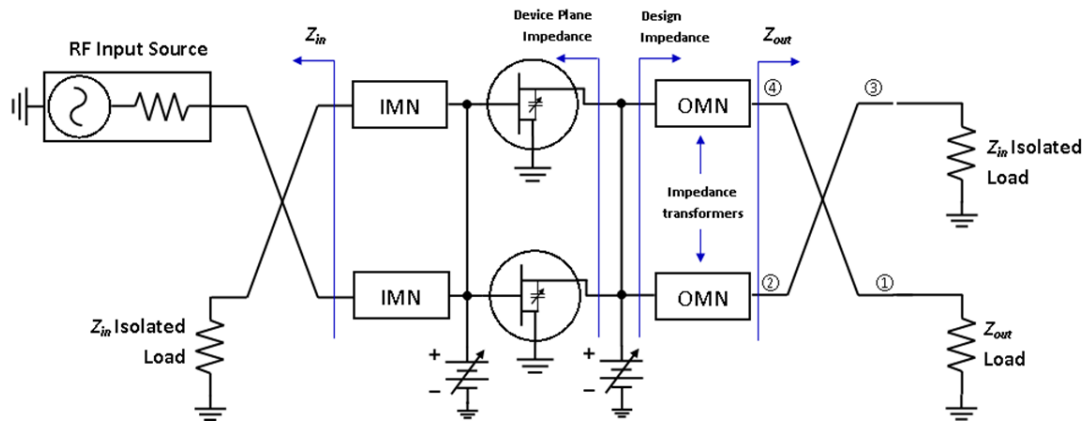 RF Input Source
Zin
Device Plane
Impedance
Design
Impedance
Zout
IMN
OMN
④
③
Zin Isolated
Load
Impedance
transformers
IMN
OMN
②
①
Zin Isolated
Load
+
−
+
−
Zout
Load